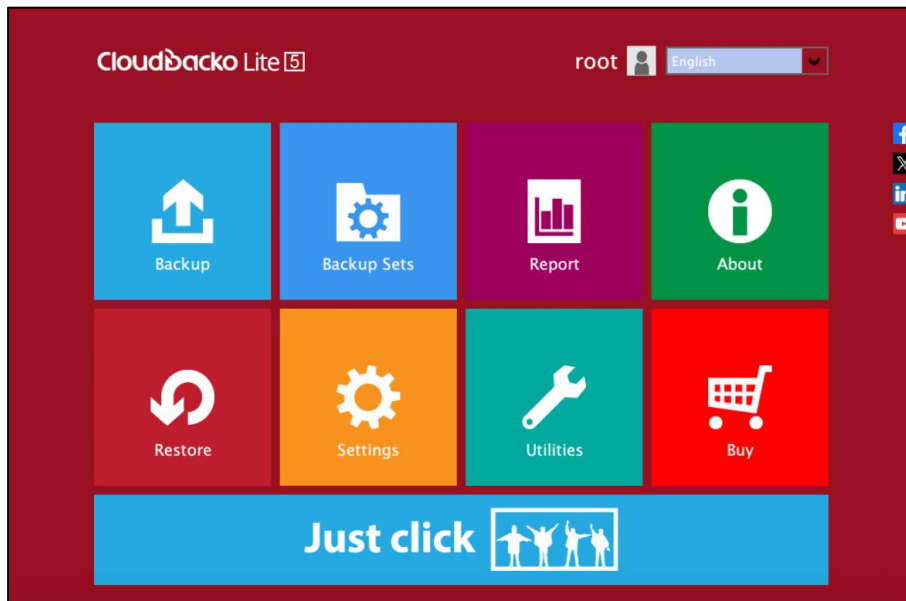 CloudBacko Lite 5
root
English
Backup
Backup Sets
Report
About
Restore
Settings
Utilities
Buy
Just click